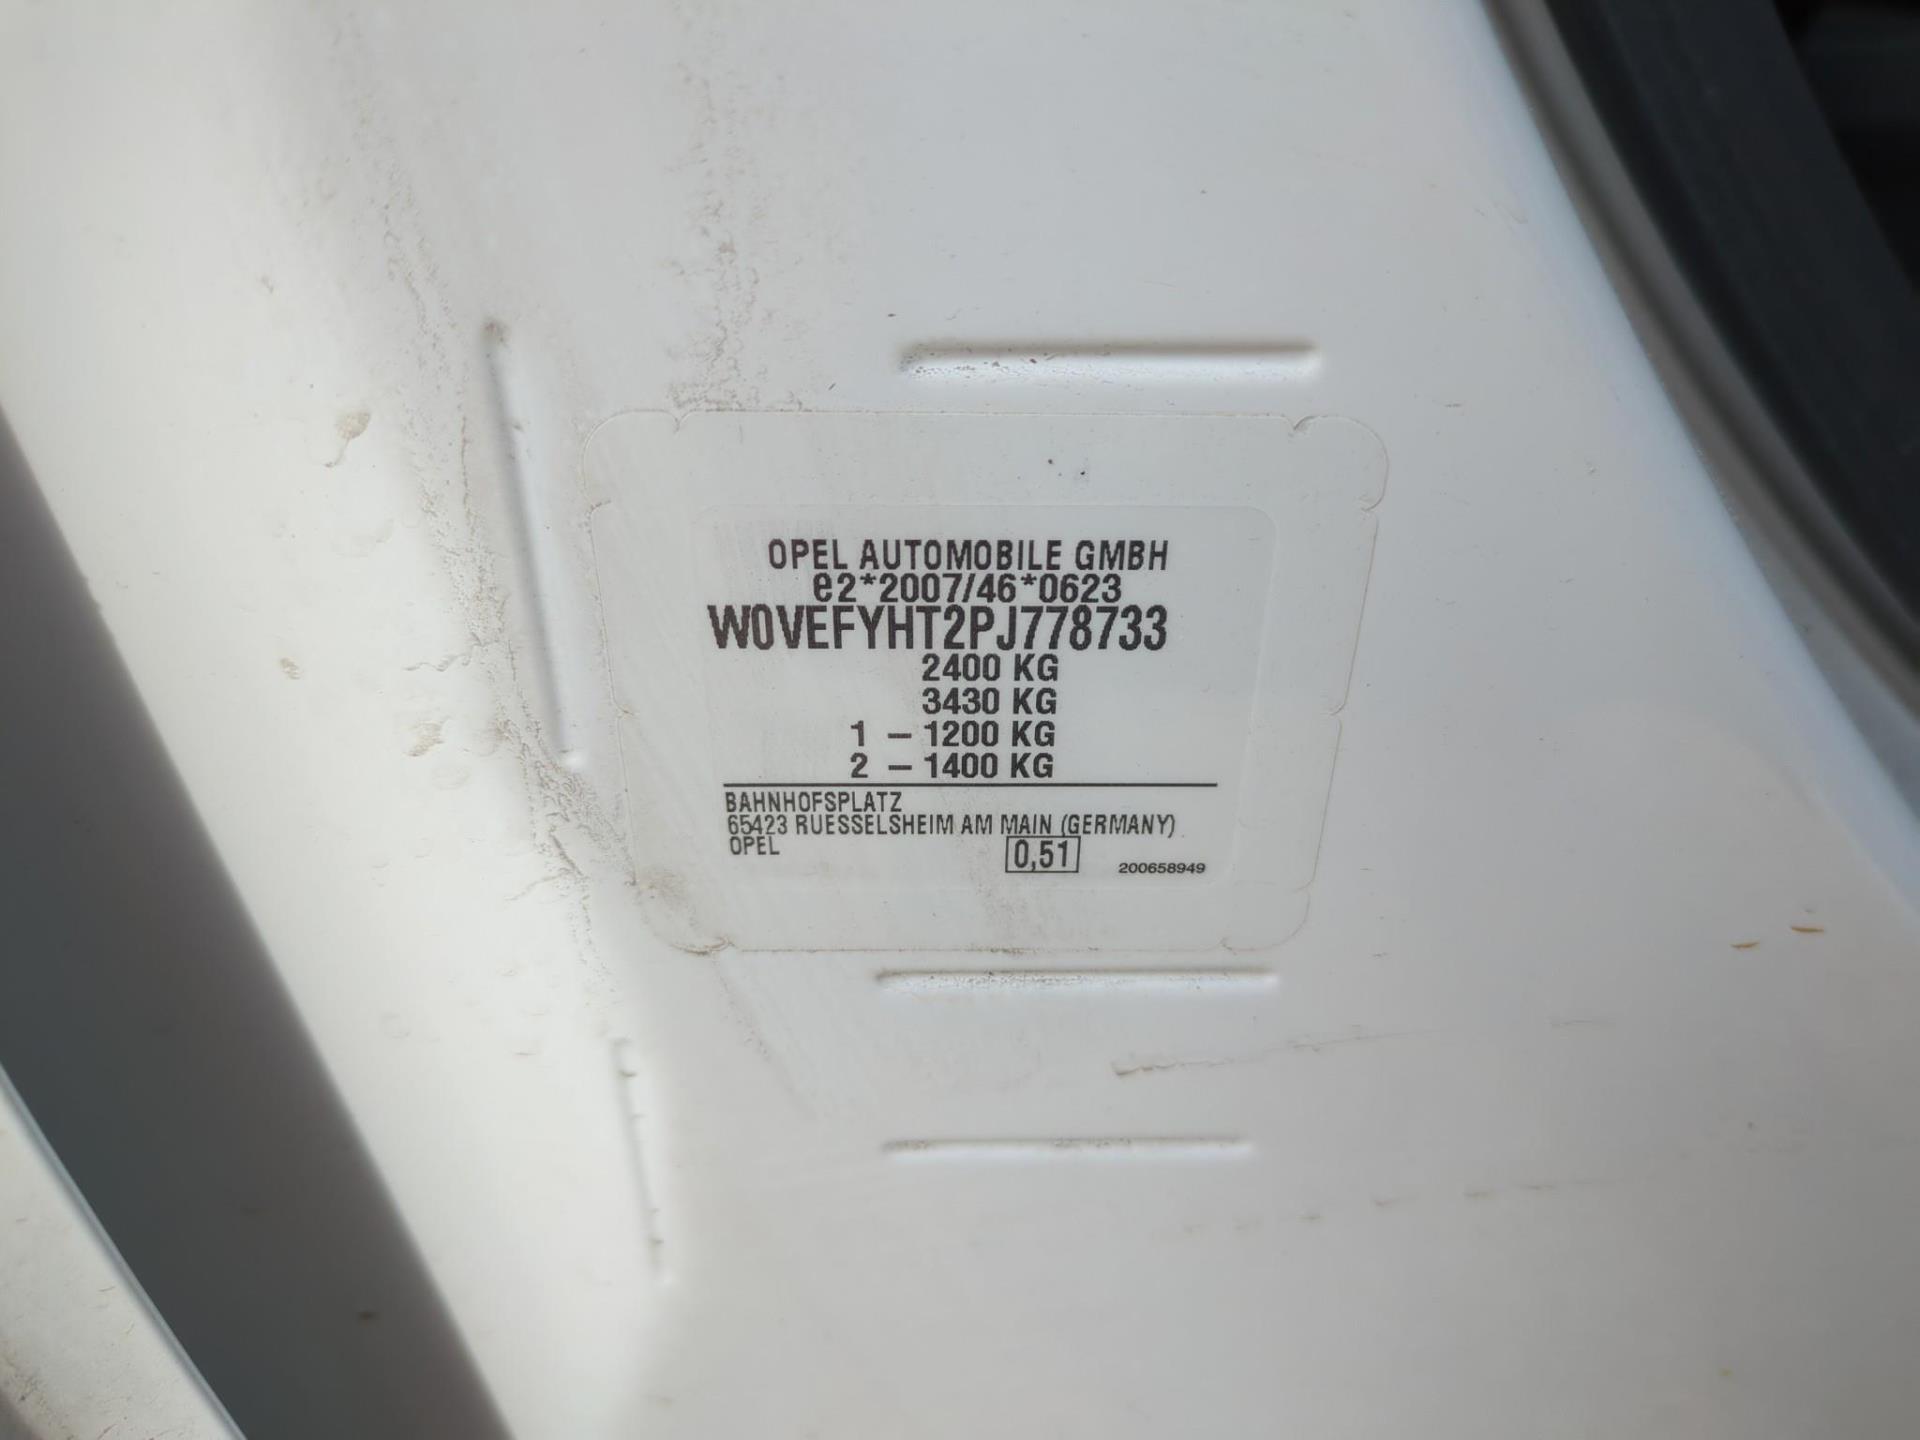 OPEL AUTOMOBILE GMBH
e2*2007/46*0623
W0VEFYHT2PJ778733
2400 KG
3430 KG
1 – 1200 KG
2 – 1400 KG
BAHNHOFSPLATZ
65423 RUESSELSHEIM AM MAIN (GERMANY)
OPEL
0,51
200658949